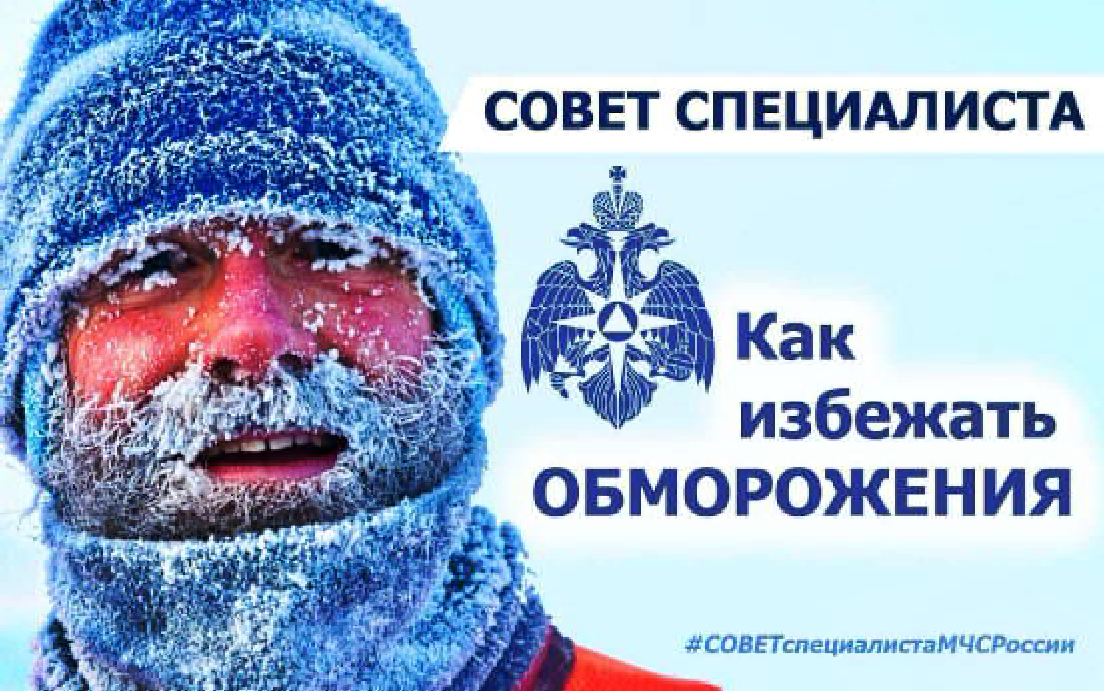 СОВЕТ СПЕЦИАЛИСТА
Как
избежать
ОБМОРОЖЕНИЯ
#СОВЕТспециалистаМЧСРоссии